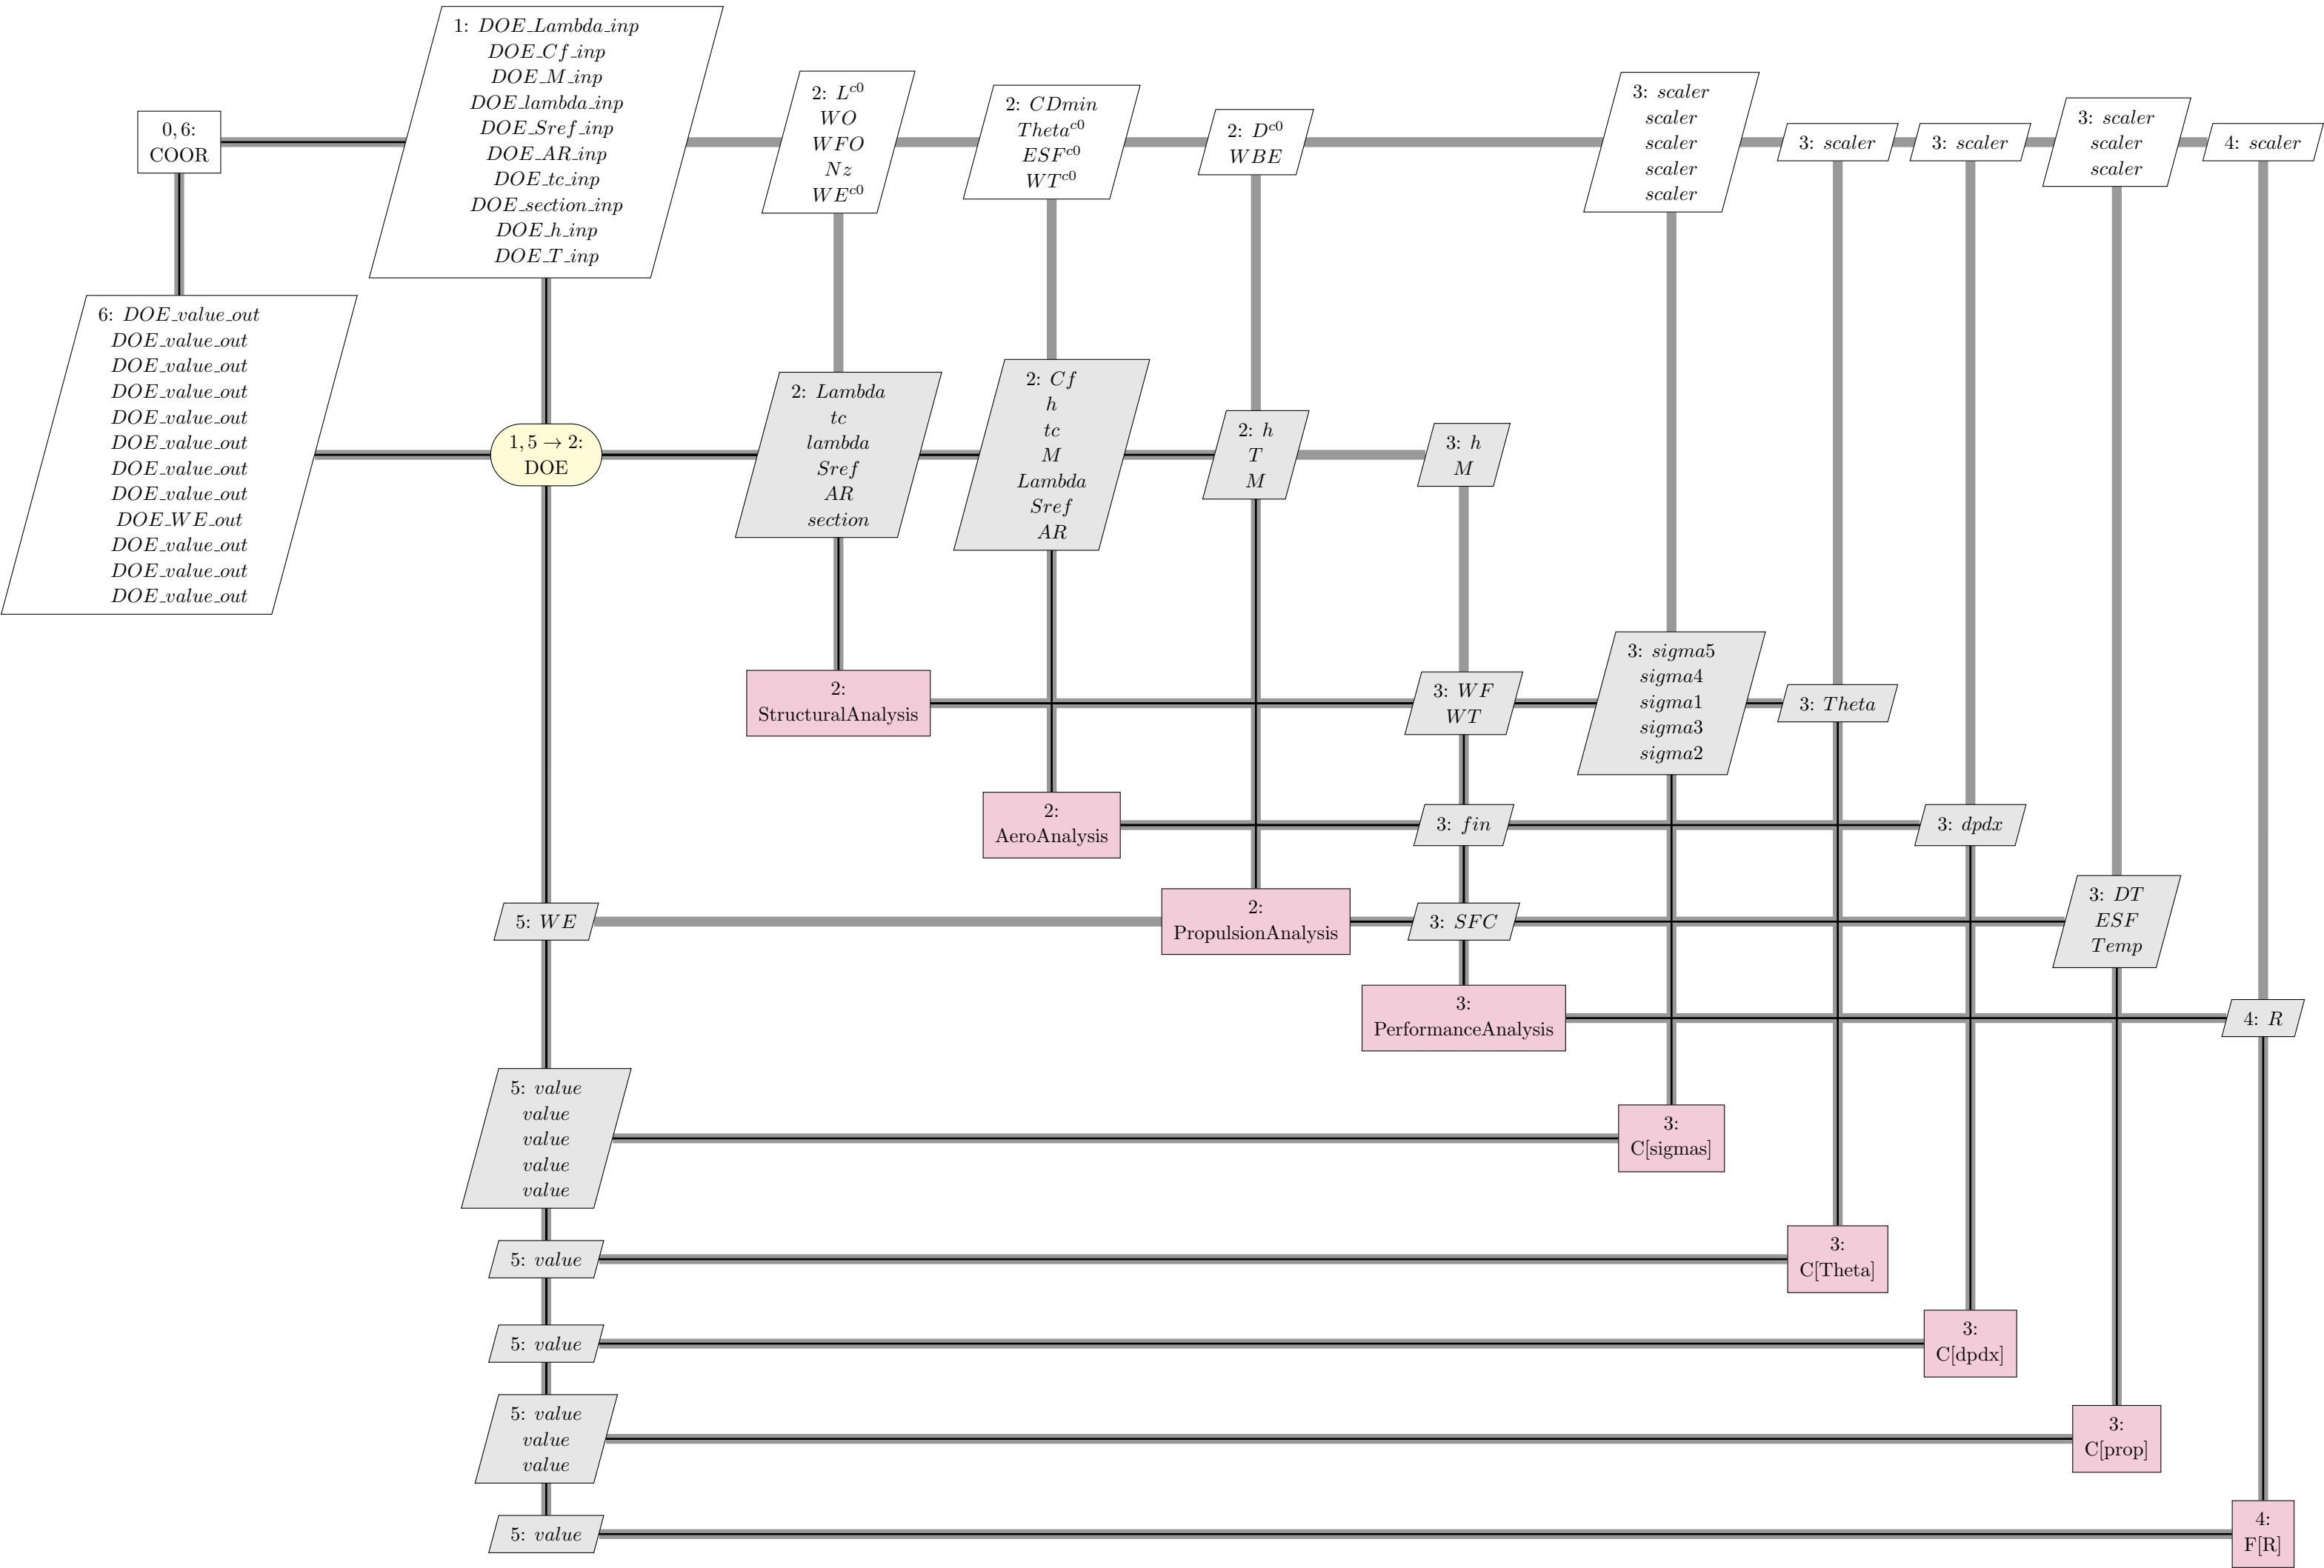 0, 6:
COOR
1: DOE_Lambda_inp
DOE_Cf_inp
DOE_M_inp
DOE_lambda_inp
DOE_Sref_inp
DOE_AR_inp
DOE_tc_inp
DOE_section_inp
DOE_h_inp
DOE_T_inp
2: L^{c0}
WO
WFO
Nz
WE^{c0}
2: CDmin
Theta^{c0}
ESF^{c0}
WT^{c0}
2: D^{c0}
WBE
3: scaler
scaler
scaler
scaler
scaler
3: scaler
3: scaler
3: scaler
scaler
scaler
4: scaler
6: DOE_value_out
DOE_value_out
DOE_value_out
DOE_value_out
DOE_value_out
DOE_value_out
DOE_value_out
DOE_value_out
DOE_WE_out
DOE_value_out
DOE_value_out
DOE_value_out
1, 5 → 2:
DOE
2: Lambda
tc
lambda
Sref
AR
section
2: Cf
h
tc
M
Lambda
Sref
AR
2: h
T
M
3: h
M
2:
StructuralAnalysis
3: WF
WT
3: sigma5
sigma4
sigma1
sigma3
sigma2
3: Theta
2:
AeroAnalysis
3: fin
3: dpdx
5: WE
2:
PropulsionAnalysis
3: SFC
3: DT
ESF
Temp
3:
PerformanceAnalysis
4: R
5: value
value
value
value
value
3:
C[sigmas]
5: value
3:
C[Theta]
5: value
3:
C[dpdx]
5: value
value
value
3:
C[prop]
5: value
4:
F[R]